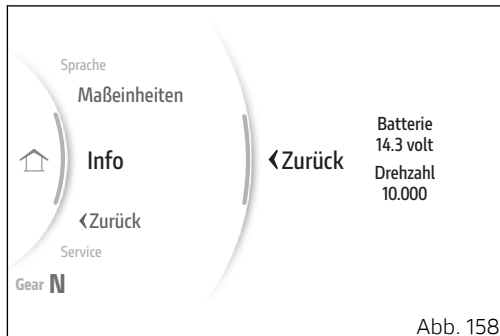 Sprache
Maßeinheiten
Info
Zurück
Service
Gear N
Zurück
Batterie
14.3 volt
Drehzahl
10.000
Abb. 158